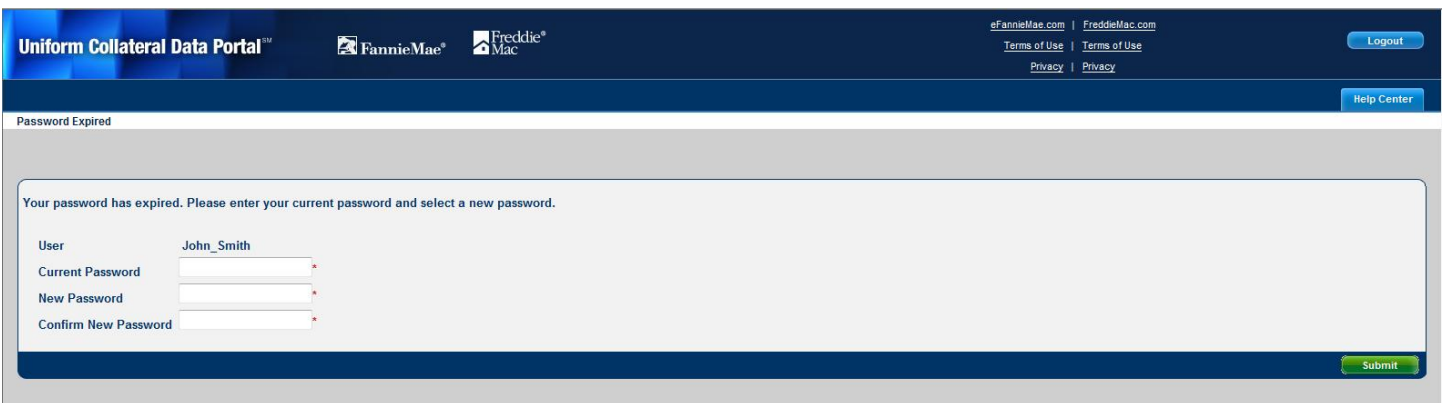 Uniform Collateral Data Portal℠
FannieMae®
Freddie®
Mac
eFannieMae.com | FreddieMac.com
Terms of Use | Terms of Use
Privacy | Privacy
Logout
Help Center
Password Expired
Your password has expired. Please enter your current password and select a new password.
User John_Smith
Current Password *
New Password *
Confirm New Password *
Submit